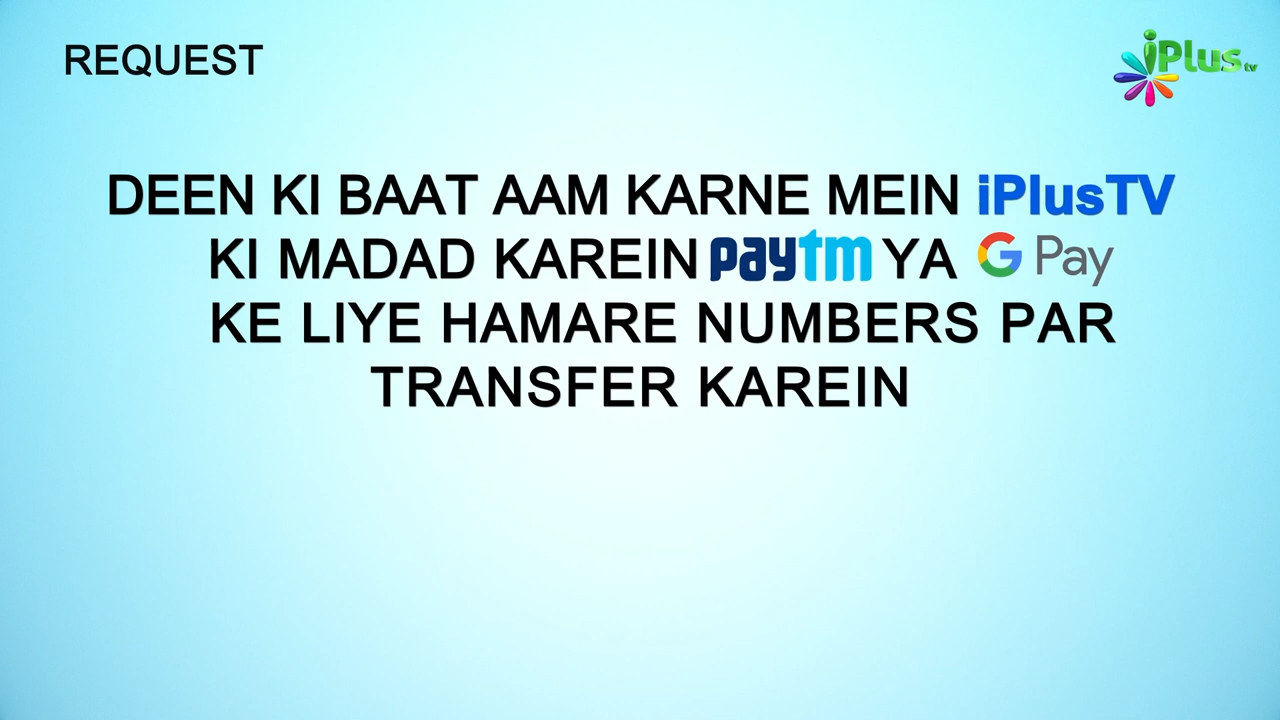 REQUEST
iPlus tv
DEEN KI BAAT AAM KARNE MEIN iPlusTV
KI MADAD KAREIN paytm YA G Pay
KE LIYE HAMARE NUMBERS PAR
TRANSFER KAREIN